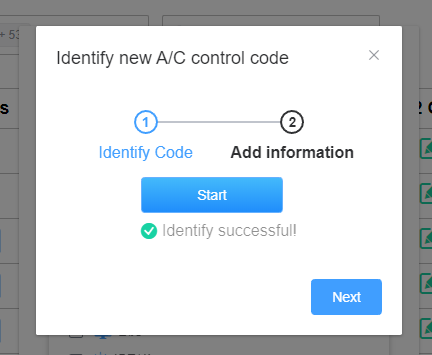 Identify new A/C control code
1
2
Identify Code
Add information
Start
Identify successful!
Next